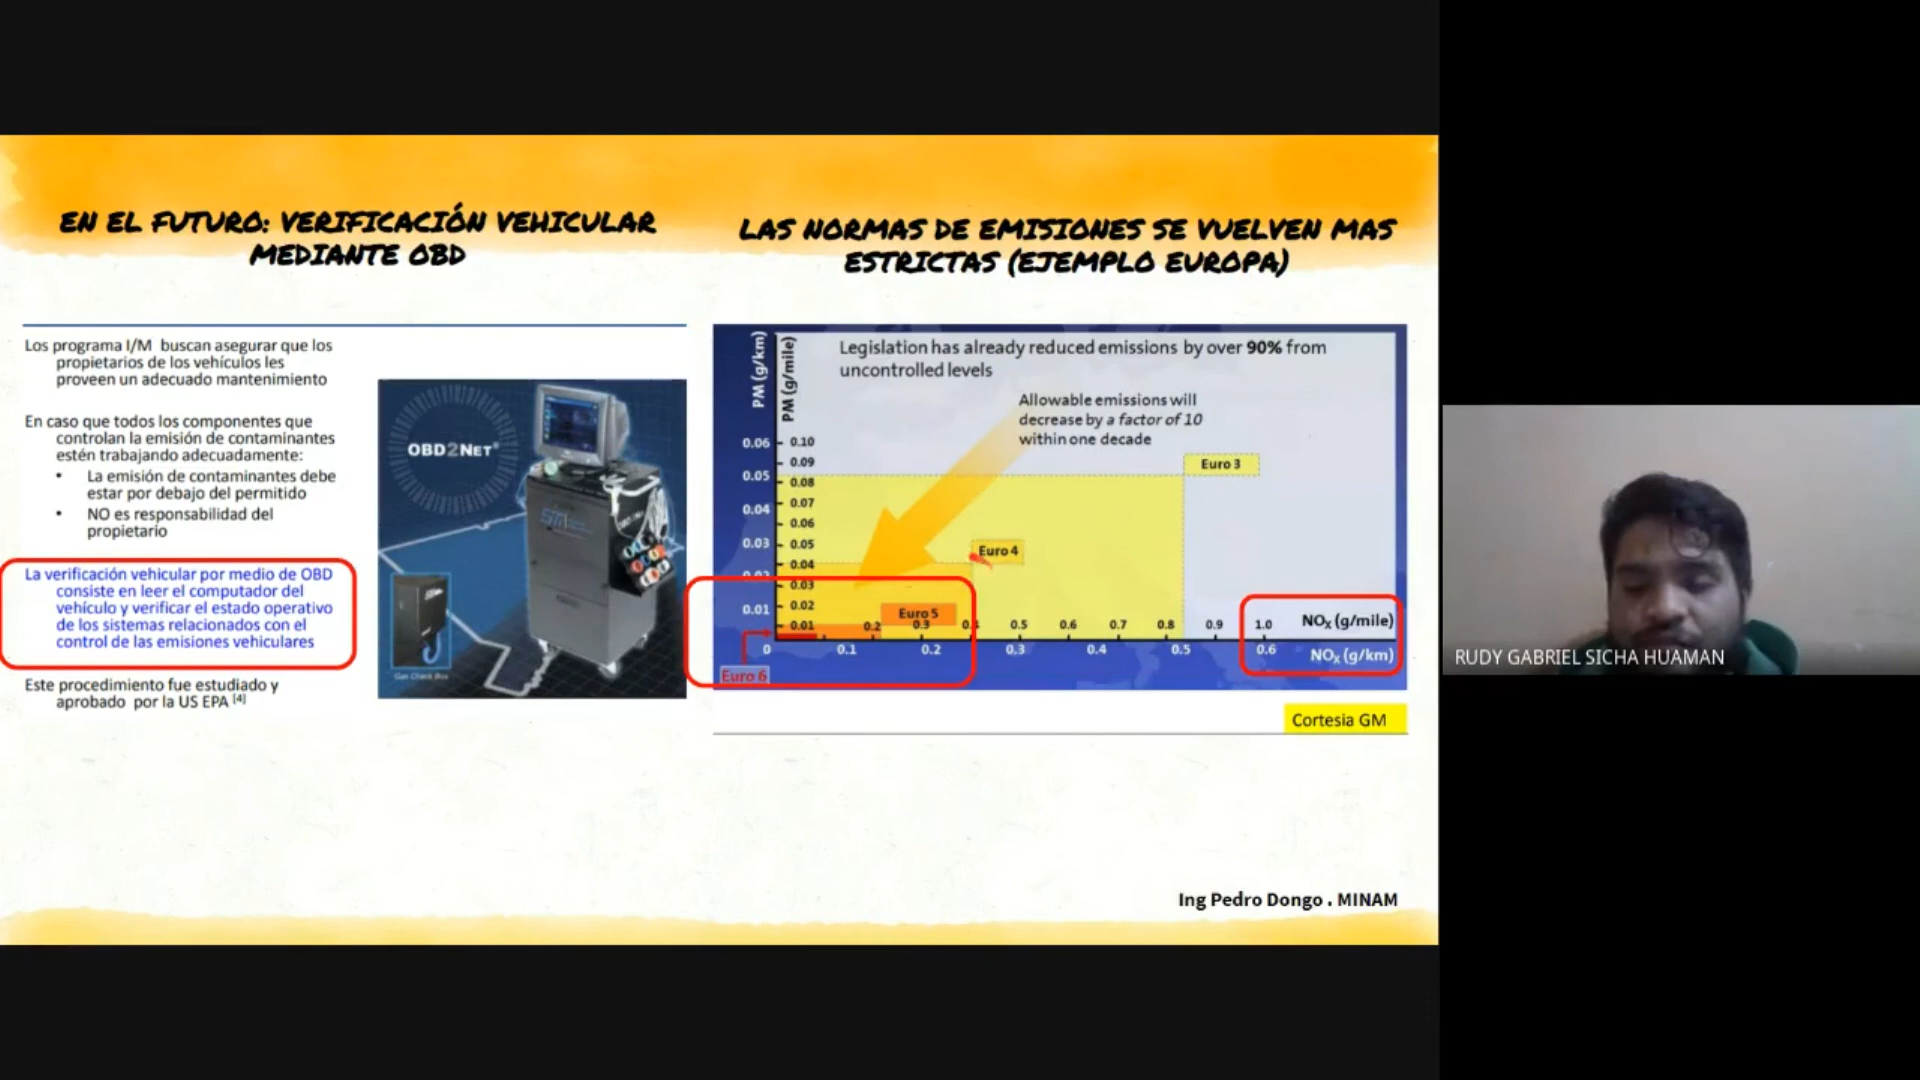 EN EL FUTURO: VERIFICACIÓN VEHICULAR
MEDIANTE OBD
Los programa I/M buscan asegurar que los
propietarios de los vehículos les
proveen un adecuado mantenimiento
En caso que todos los componentes que
controlan la emisión de contaminantes
estén trabajando adecuadamente:
• La emisión de contaminantes debe
estar por debajo del permitido
• NO es responsabilidad del
propietario
La verificación vehicular por medio de OBD
consiste en leer el computador del
vehículo y verificar el estado operativo
de los sistemas relacionados con el
control de las emisiones vehiculares
Este procedimiento fue estudiado y
aprobado por la US EPA [4]
OBD2NET
Gas Check Box
LAS NORMAS DE EMISIONES SE VUELVEN MAS
ESTRICTAS (EJEMPLO EUROPA)
PM (g/km)
PM (g/mile)
Legislation has already reduced emissions by over 90% from
uncontrolled levels
Allowable emissions will
decrease by a factor of 10
within one decade
0.06 0.10
0.09
0.05 0.08
0.07
0.04 0.06
0.03 0.05
0.04
0.02 0.03
0.01 0.02
0.01
Euro 3
Euro 4
Euro 5
0.2 0.3 0.4 0.5 0.6 0.7 0.8 0.9 1.0 NOx (g/mile)
0 0.1 0.2 0.3 0.4 0.5 0.6 NOx (g/km)
Euro 6
Cortesia GM
Ing Pedro Dongo . MINAM
RUDY GABRIEL SICHA HUAMAN